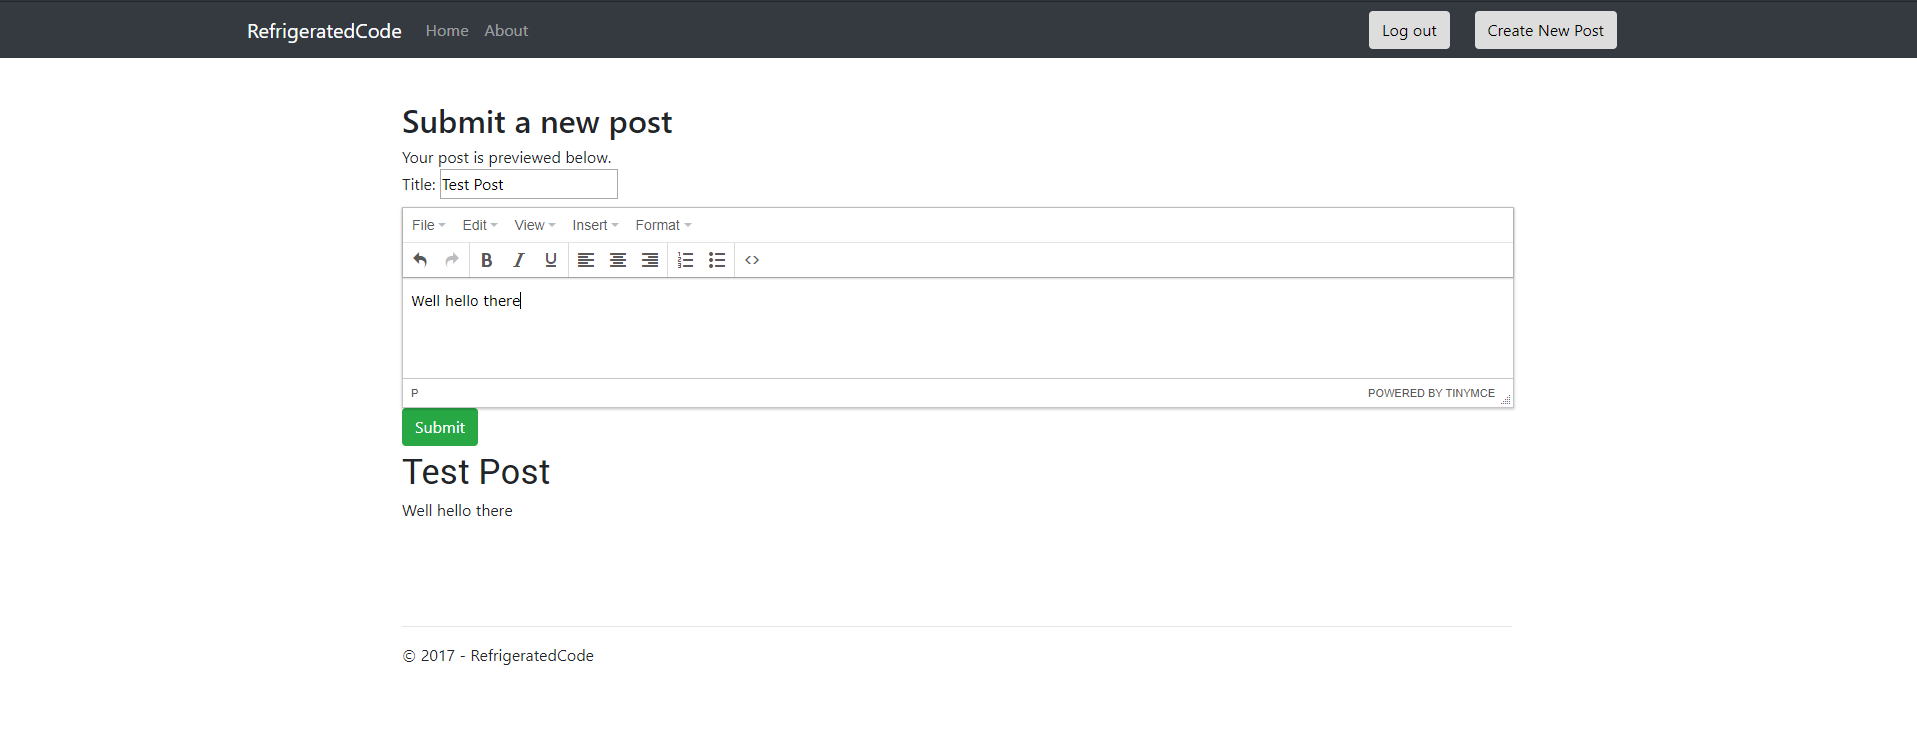 RefrigeratedCode Home About Log out Create New Post
Submit a new post
Your post is previewed below.
Title: Test Post
File Edit View Insert Format
B I U
Well hello there
P POWERED BY TINYMCE
Submit
Test Post
Well hello there
© 2017 - RefrigeratedCode